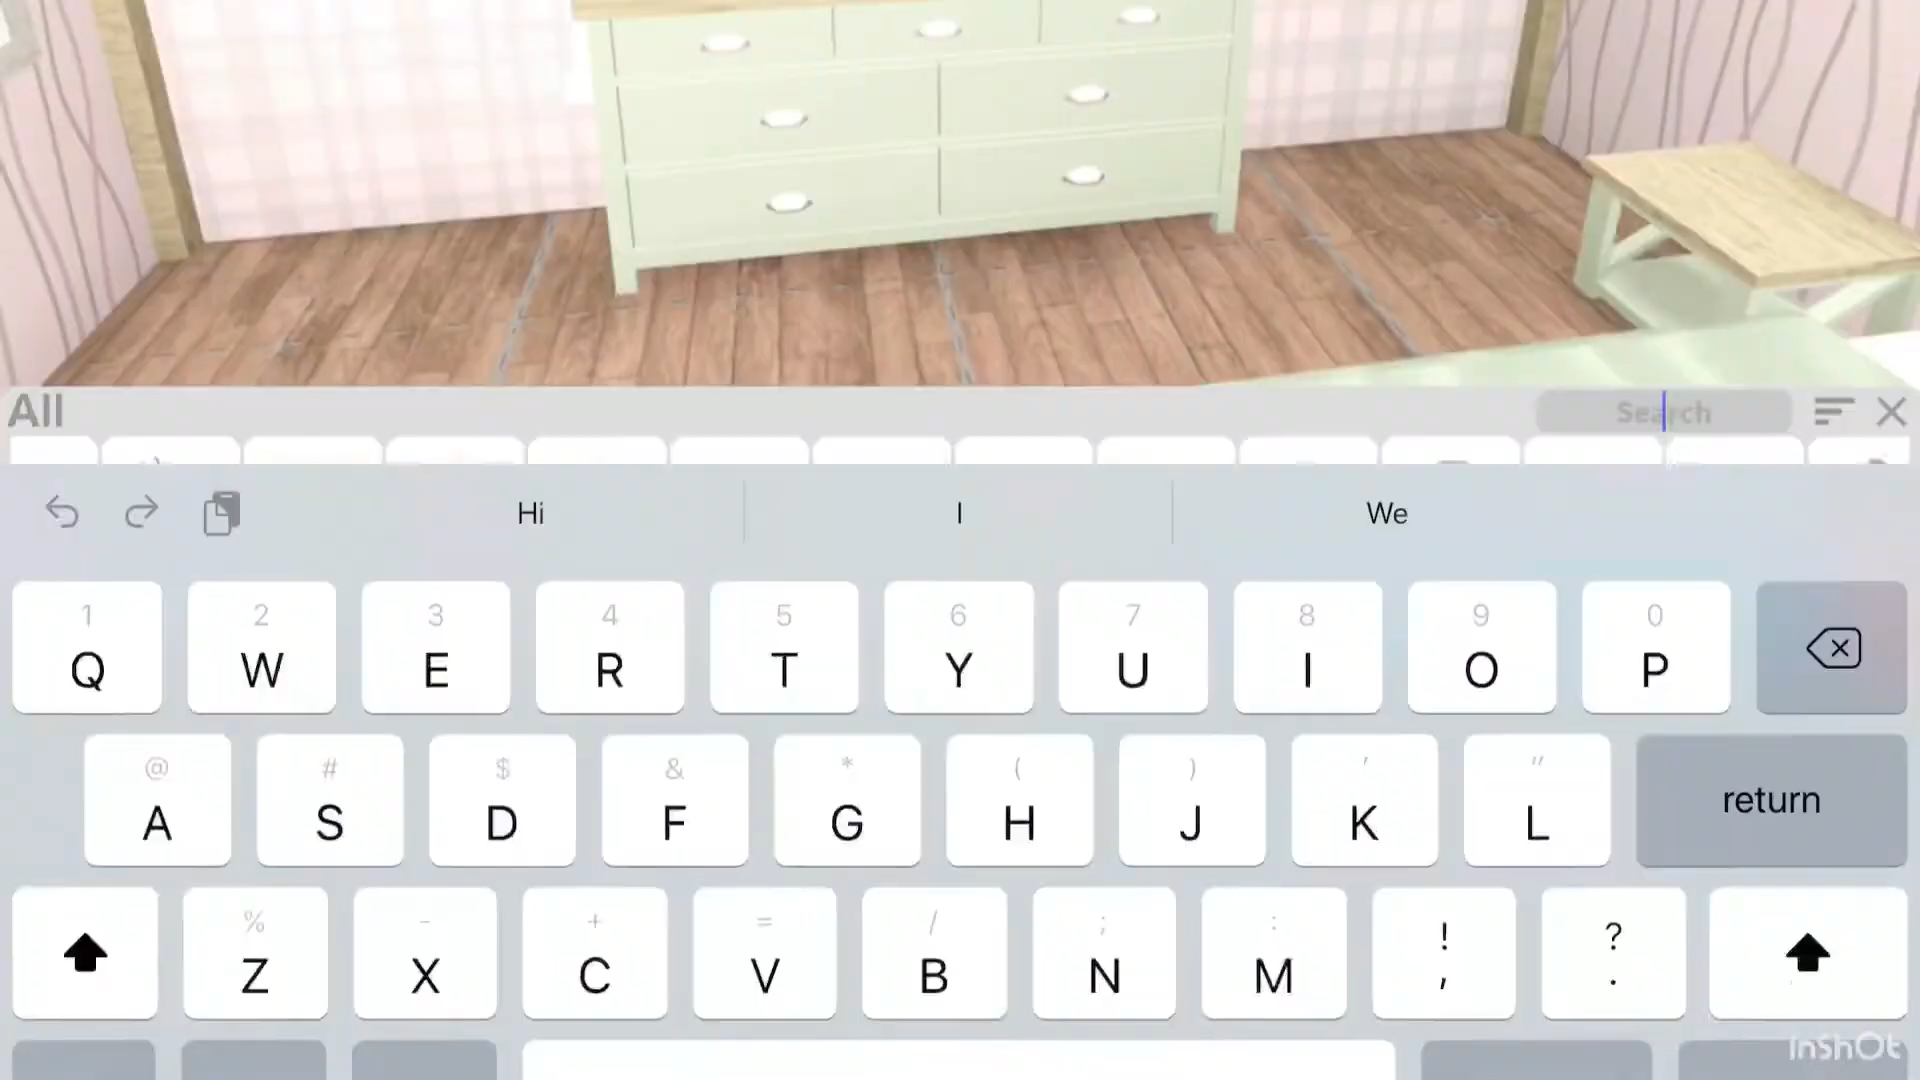 All Search
Hi I We
1 2 3 4 5 6 7 8 9 0
Q W E R T Y U I O P
@ # $ & * ( ) ' "
A S D F G H J K L return
% - + = / ; : ! ?
Z X C V B N M , .
InShOt